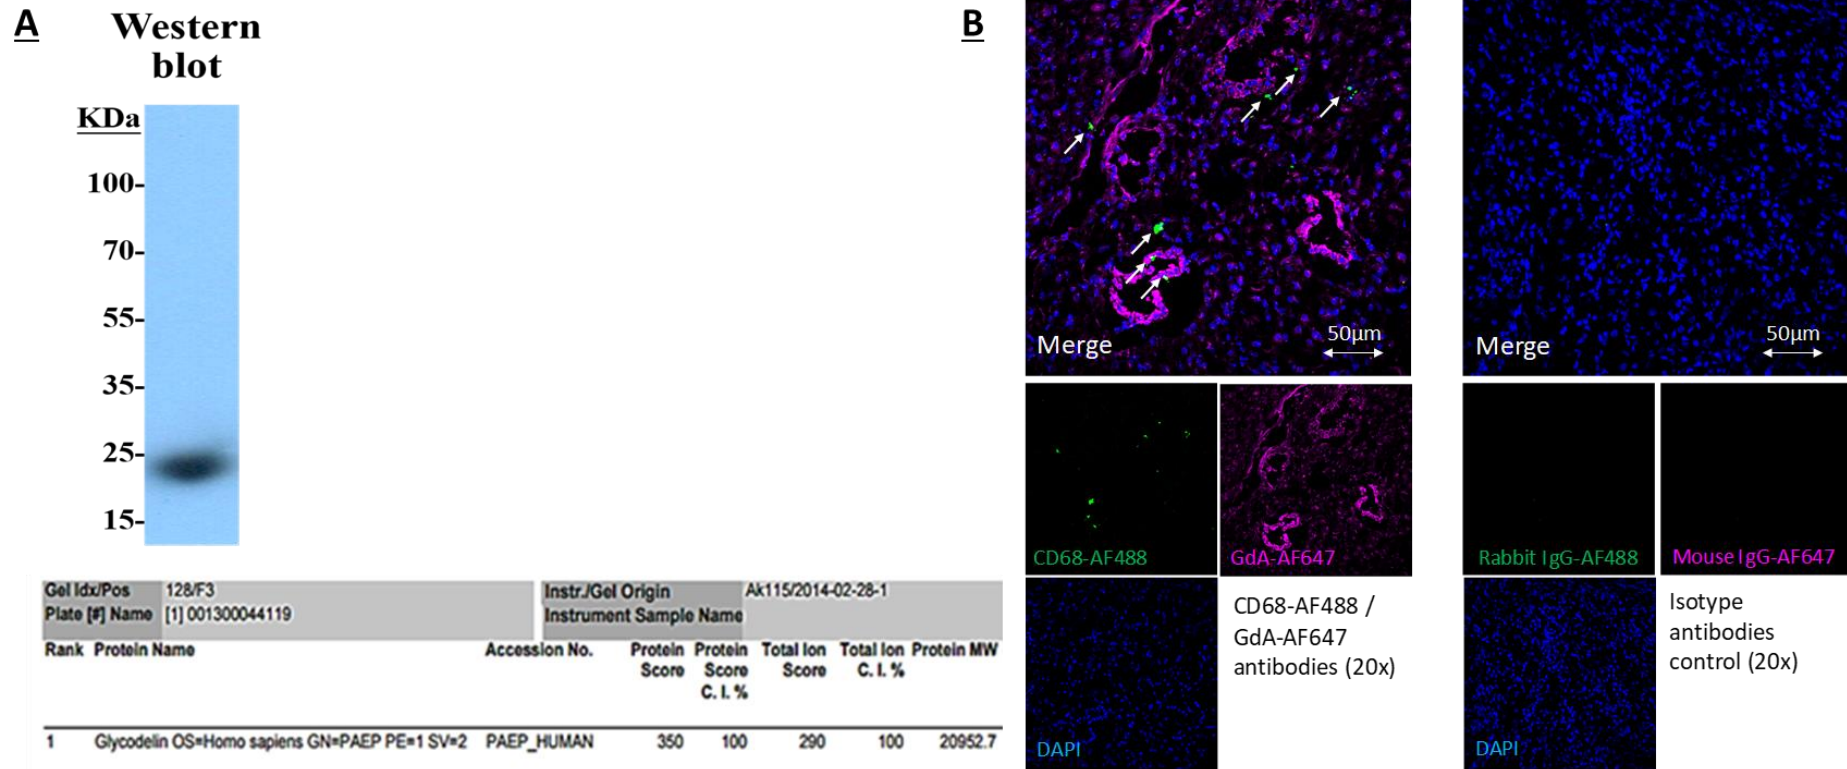 A
Western
blot
KDa
100-
70-
55-
35-
25-
15-
Gel Idx/Pos 128/F3 Instr./Gel Origin Ak115/2014-02-28-1
Plate [#] Name [1] 001300044119 Instrument Sample Name
Rank Protein Name Accession No. Protein Protein Total Ion Total Ion Protein MW
Score Score Score C. I. %
C. I. %
1 Glycodelin OS=Homo sapiens GN=PAEP PE=1 SV=2 PAEP_HUMAN 350 100 290 100 20952.7
B
Merge
50µm
Merge
50µm
CD68-AF488
GdA-AF647
Rabbit IgG-AF488
Mouse IgG-AF647
DAPI
CD68-AF488 /
GdA-AF647
antibodies (20x)
DAPI
Isotype
antibodies
control (20x)